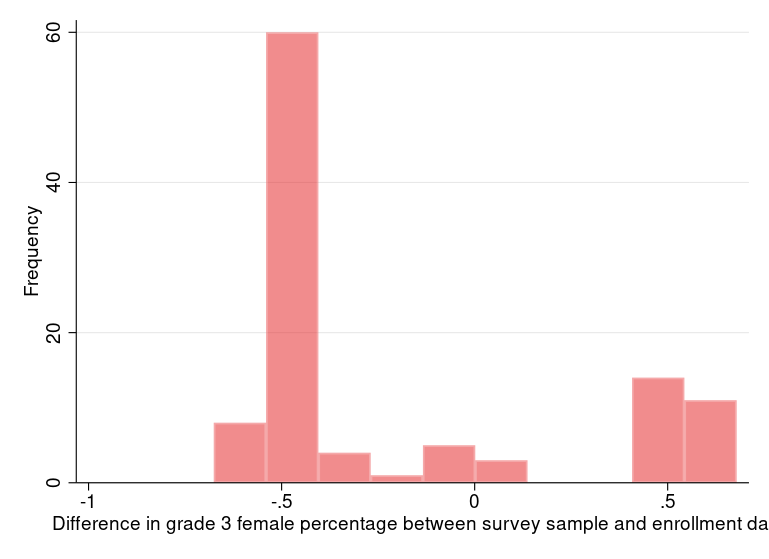 60
40
20
0
Frequency
-1 -.5 0 .5
Difference in grade 3 female percentage between survey sample and enrollment da